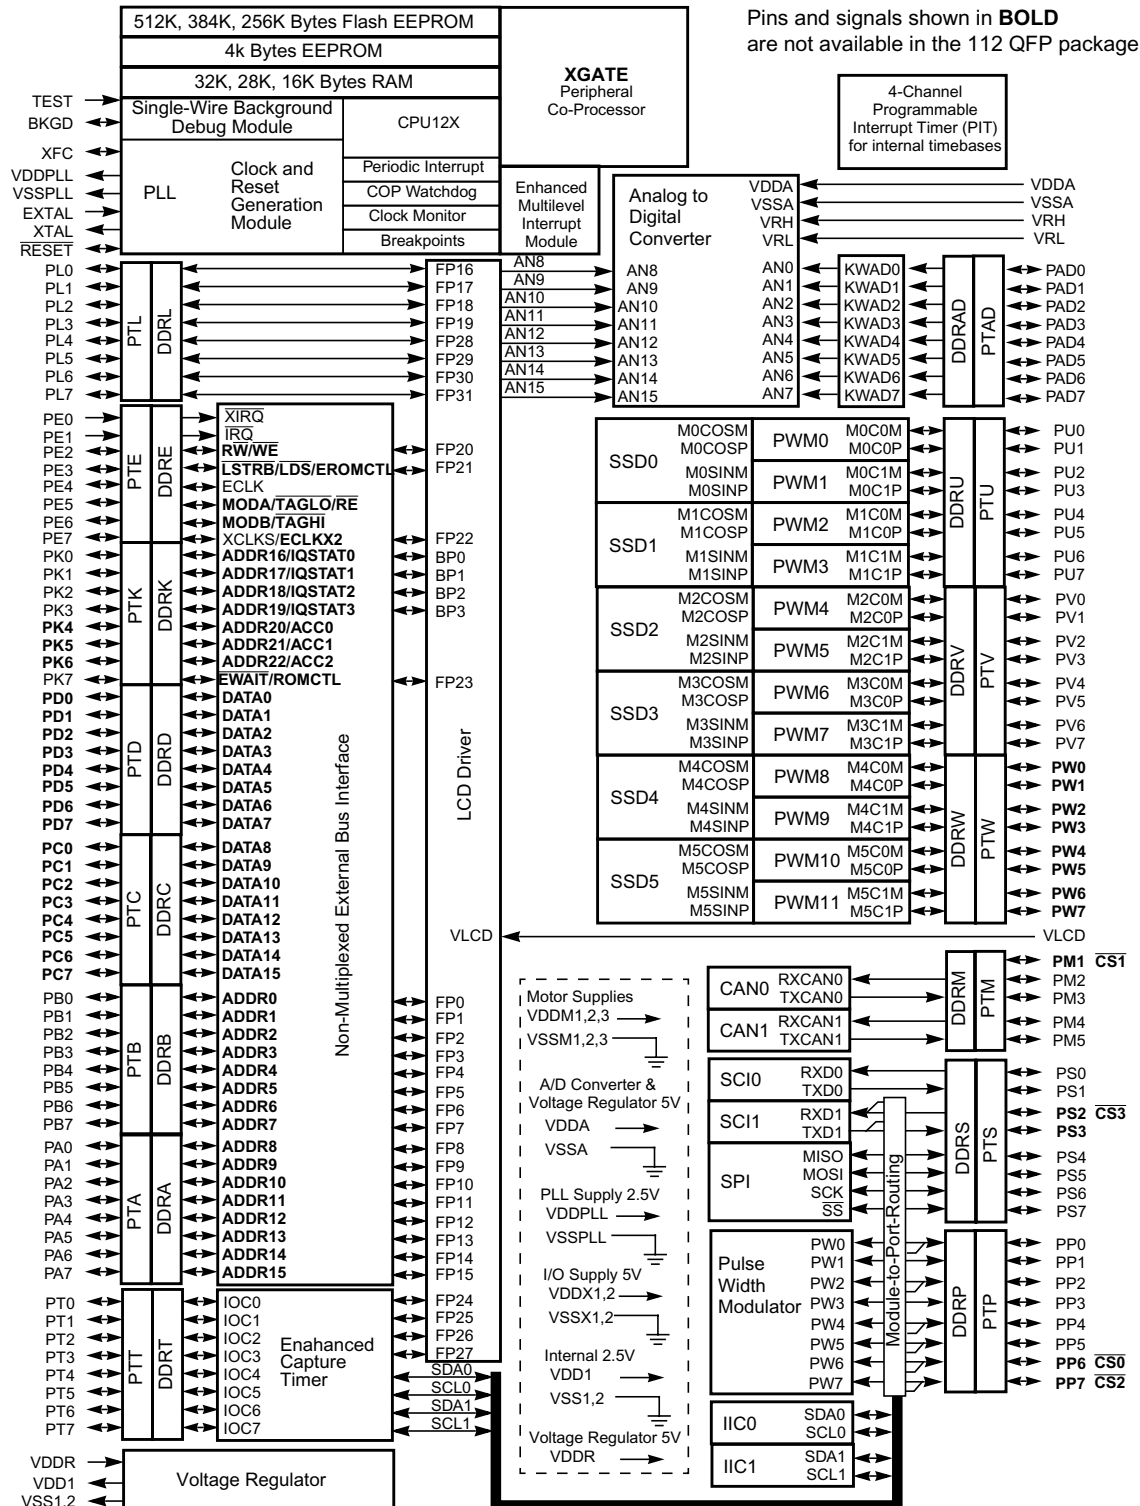 512K, 384K, 256K Bytes Flash EEPROM
4k Bytes EEPROM
32K, 28K, 16K Bytes RAM
Single-Wire Background
Debug Module
CPU12X
PLL
Clock and
Reset
Generation
Module
Periodic Interrupt
COP Watchdog
Clock Monitor
Breakpoints
XGATE
Peripheral
Co-Processor
Enhanced
Multilevel
Interrupt
Module
Pins and signals shown in BOLD
are not available in the 112 QFP package
4-Channel
Programmable
Interrupt Timer (PIT)
for internal timebases
TEST
BKGD
XFC
VDDPLL
VSSPLL
EXTAL
XTAL
RESET
Analog to
Digital
Converter
VDDA VDDA
VSSA VSSA
VRH VRH
VRL VRL
PL0 FP16 AN8 AN8
PL1 FP17 AN9 AN9
PL2 FP18 AN10 AN10
PL3 FP19 AN11 AN11
PL4 FP28 AN12 AN12
PL5 FP29 AN13 AN13
PL6 FP30 AN14 AN14
PL7 FP31 AN15 AN15
PTL DDRL
AN0 KWAD0 PAD0
AN1 KWAD1 PAD1
AN2 KWAD2 PAD2
AN3 KWAD3 PAD3
AN4 KWAD4 PAD4
AN5 KWAD5 PAD5
AN6 KWAD6 PAD6
AN7 KWAD7 PAD7
DDRAD PTAD
PE0 XIRQ
PE1 IRQ
PE2 RW/WE FP20
PE3 LSTRB/LDS/EROMCTL FP21
PE4 ECLK
PE5 MODA/TAGLO/RE
PE6 MODB/TAGHI
PE7 XCLKS/ECLKX2 FP22
PTE DDRE
PK0 ADDR16/IQSTAT0 BP0
PK1 ADDR17/IQSTAT1 BP1
PK2 ADDR18/IQSTAT2 BP2
PK3 ADDR19/IQSTAT3 BP3
PK4 ADDR20/ACC0
PK5 ADDR21/ACC1
PK6 ADDR22/ACC2
PK7 EWAIT/ROMCTL FP23
PTK DDRK
PD0 DATA0
PD1 DATA1
PD2 DATA2
PD3 DATA3
PD4 DATA4
PD5 DATA5
PD6 DATA6
PD7 DATA7
PTD DDRD
PC0 DATA8
PC1 DATA9
PC2 DATA10
PC3 DATA11
PC4 DATA12
PC5 DATA13
PC6 DATA14
PC7 DATA15
PTC DDRC
PB0 ADDR0 FP0
PB1 ADDR1 FP1
PB2 ADDR2 FP2
PB3 ADDR3 FP3
PB4 ADDR4 FP4
PB5 ADDR5 FP5
PB6 ADDR6 FP6
PB7 ADDR7 FP7
PTB DDRB
PA0 ADDR8 FP8
PA1 ADDR9 FP9
PA2 ADDR10 FP10
PA3 ADDR11 FP11
PA4 ADDR12 FP12
PA5 ADDR13 FP13
PA6 ADDR14 FP14
PA7 ADDR15 FP15
PTA DDRA
Non-Multiplexed External Bus Interface
LCD Driver
PT0 IOC0 FP24
PT1 IOC1 FP25
PT2 IOC2 FP26
PT3 IOC3 FP27
PT4 IOC4 SDA0
PT5 IOC5 SCL0
PT6 IOC6 SDA1
PT7 IOC7 SCL1
PTT DDRT
Enahanced
Capture
Timer
VDDR
VDD1
VSS1,2
Voltage Regulator
SSD0
M0COSM PWM0 M0C0M PU0
M0COSP M0C0P PU1
M0SINM PWM1 M0C1M PU2
M0SINP M0C1P PU3
SSD1
M1COSM PWM2 M1C0M PU4
M1COSP M1C0P PU5
M1SINM PWM3 M1C1M PU6
M1SINP M1C1P PU7
DDRU PTU
SSD2
M2COSM PWM4 M2C0M PV0
M2COSP M2C0P PV1
M2SINM PWM5 M2C1M PV2
M2SINP M2C1P PV3
SSD3
M3COSM PWM6 M3C0M PV4
M3COSP M3C0P PV5
M3SINM PWM7 M3C1M PV6
M3SINP M3C1P PV7
DDRV PTV
SSD4
M4COSM PWM8 M4C0M PW0
M4COSP M4C0P PW1
M4SINM PWM9 M4C1M PW2
M4SINP M4C1P PW3
SSD5
M5COSM PWM10 M5C0M PW4
M5COSP M5C0P PW5
M5SINM PWM11 M5C1M PW6
M5SINP M5C1P PW7
DDRW PTW
VLCD VLCD
Motor Supplies
VDDM1,2,3
VSSM1,2,3
A/D Converter &
Voltage Regulator 5V
VDDA
VSSA
PLL Supply 2.5V
VDDPLL
VSSPLL
I/O Supply 5V
VDDX1,2
VSSX1,2
Internal 2.5V
VDD1
VSS1,2
Voltage Regulator 5V
VDDR
PM1 CS1
CAN0 RXCAN0 PM2
TXCAN0 PM3
CAN1 RXCAN1 PM4
TXCAN1 PM5
DDRM PTM
SCI0 RXD0 PS0
TXD0 PS1
SCI1 RXD1 PS2 CS3
TXD1 PS3
SPI
MISO PS4
MOSI PS5
SCK PS6
SS PS7
DDRS PTS
Module-to-Port-Routing
Pulse
Width
Modulator
PW0 PP0
PW1 PP1
PW2 PP2
PW3 PP3
PW4 PP4
PW5 PP5
PW6 PP6 CS0
PW7 PP7 CS2
DDRP PTP
IIC0 SDA0
SCL0
IIC1 SDA1
SCL1